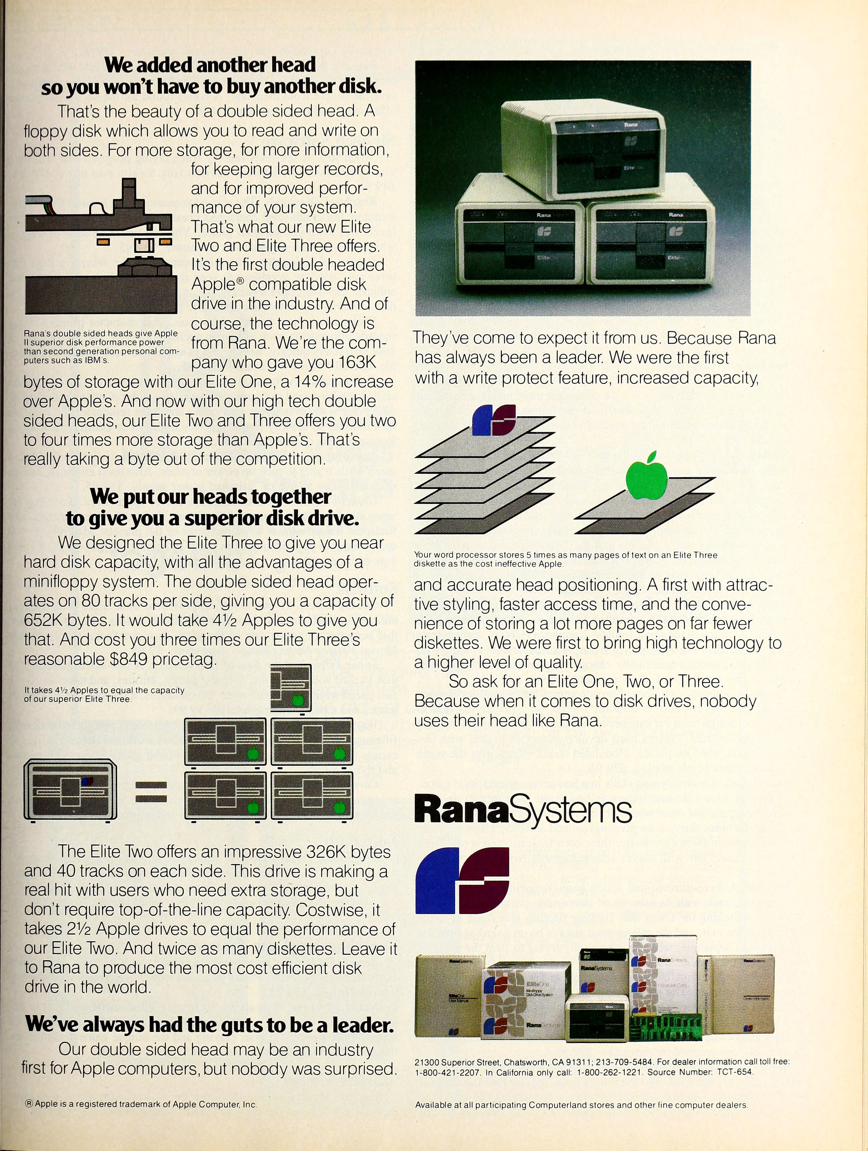 We added another head
so you won't have to buy another disk.
That's the beauty of a double sided head. A
floppy disk which allows you to read and write on
both sides. For more storage, for more information,
for keeping larger records,
and for improved perfor-
mance of your system.
That's what our new Elite
Two and Elite Three offers.
It's the first double headed
Apple® compatible disk
drive in the industry. And of
course, the technology is
from Rana. We're the com-
pany who gave you 163K
bytes of storage with our Elite One, a 14% increase
over Apple's. And now with our high tech double
sided heads, our Elite Two and Three offers you two
to four times more storage than Apple's. That's
really taking a byte out of the competition.
Rana's double sided heads give Apple
II superior disk performance power
than second generation personal com-
puters such as IBM's.
We put our heads together
to give you a superior disk drive.
We designed the Elite Three to give you near
hard disk capacity, with all the advantages of a
minifloppy system. The double sided head oper-
ates on 80 tracks per side, giving you a capacity of
652K bytes. It would take 4½ Apples to give you
that. And cost you three times our Elite Three's
reasonable $849 pricetag.
It takes 4½ Apples to equal the capacity
of our superior Elite Three.
The Elite Two offers an impressive 326K bytes
and 40 tracks on each side. This drive is making a
real hit with users who need extra storage, but
don't require top-of-the-line capacity. Costwise, it
takes 2½ Apple drives to equal the performance of
our Elite Two. And twice as many diskettes. Leave it
to Rana to produce the most cost efficient disk
drive in the world.
We've always had the guts to be a leader.
Our double sided head may be an industry
first for Apple computers, but nobody was surprised.
® Apple is a registered trademark of Apple Computer, Inc.
Rana
Elite
Rana
Elite
Rana
Elite
They've come to expect it from us. Because Rana
has always been a leader. We were the first
with a write protect feature, increased capacity,
Your word processor stores 5 times as many pages of text on an Elite Three
diskette as the cost ineffective Apple.
and accurate head positioning. A first with attrac-
tive styling, faster access time, and the conve-
nience of storing a lot more pages on far fewer
diskettes. We were first to bring high technology to
a higher level of quality.
So ask for an Elite One, Two, or Three.
Because when it comes to disk drives, nobody
uses their head like Rana.
RanaSystems
RanaSystems
EliteOne
RanaSystems
RanaSystems
21300 Superior Street, Chatsworth, CA 91311; 213-709-5484. For dealer information call toll free:
1-800-421-2207. In California only call: 1-800-262-1221. Source Number: TCT-654.
Available at all participating Computerland stores and other fine computer dealers.